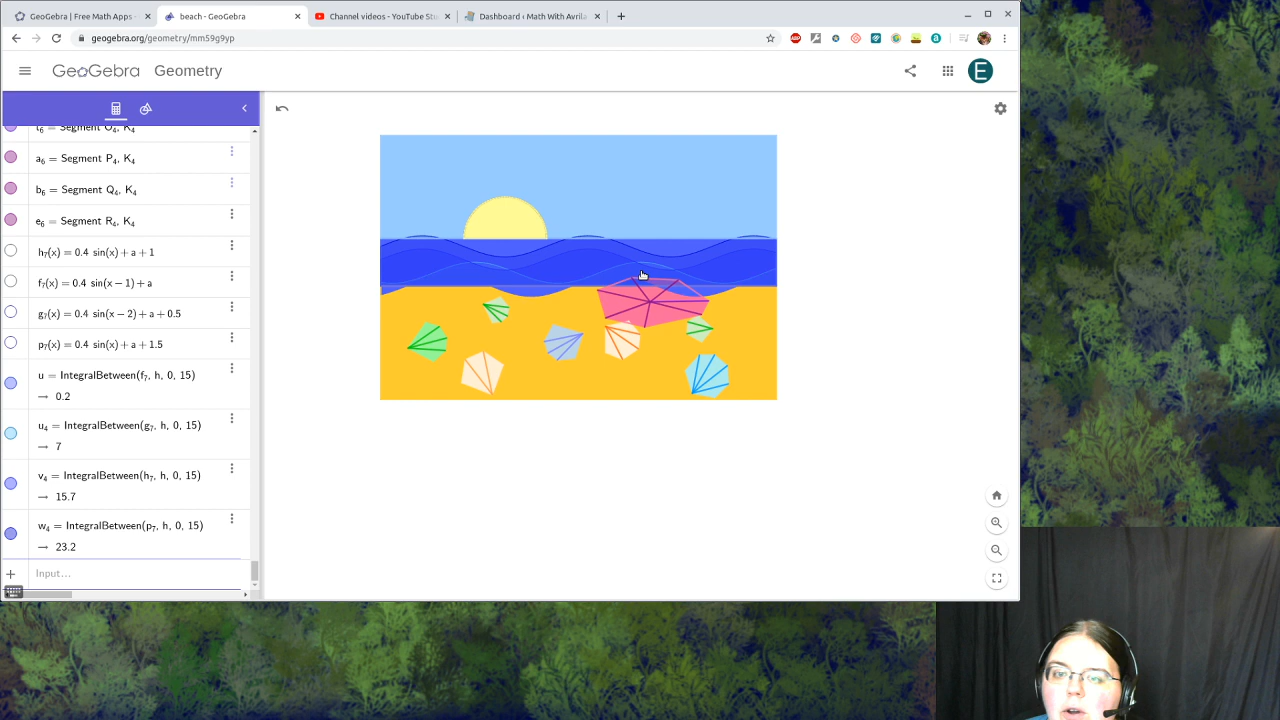 GeoGebra | Free Math Apps -
beach - GeoGebra
Channel videos - YouTube Stu
Dashboard ‹ Math With Avrila
geogebra.org/geometry/mm59g9yp
ABP
a
GeoGebra Geometry
E
a₆ = Segment P₄, K₄
b₆ = Segment Q₄, K₄
e₆ = Segment R₄, K₄
h₇(x) = 0.4 sin(x) + a + 1
f₇(x) = 0.4 sin(x − 1) + a
g₇(x) = 0.4 sin(x − 2) + a + 0.5
p₇(x) = 0.4 sin(x) + a + 1.5
u = IntegralBetween(f₇, h, 0, 15)
→ 0.2
u₄ = IntegralBetween(g₇, h, 0, 15)
→ 7
v₄ = IntegralBetween(h₇, h, 0, 15)
→ 15.7
w₄ = IntegralBetween(p₇, h, 0, 15)
→ 23.2
Input...